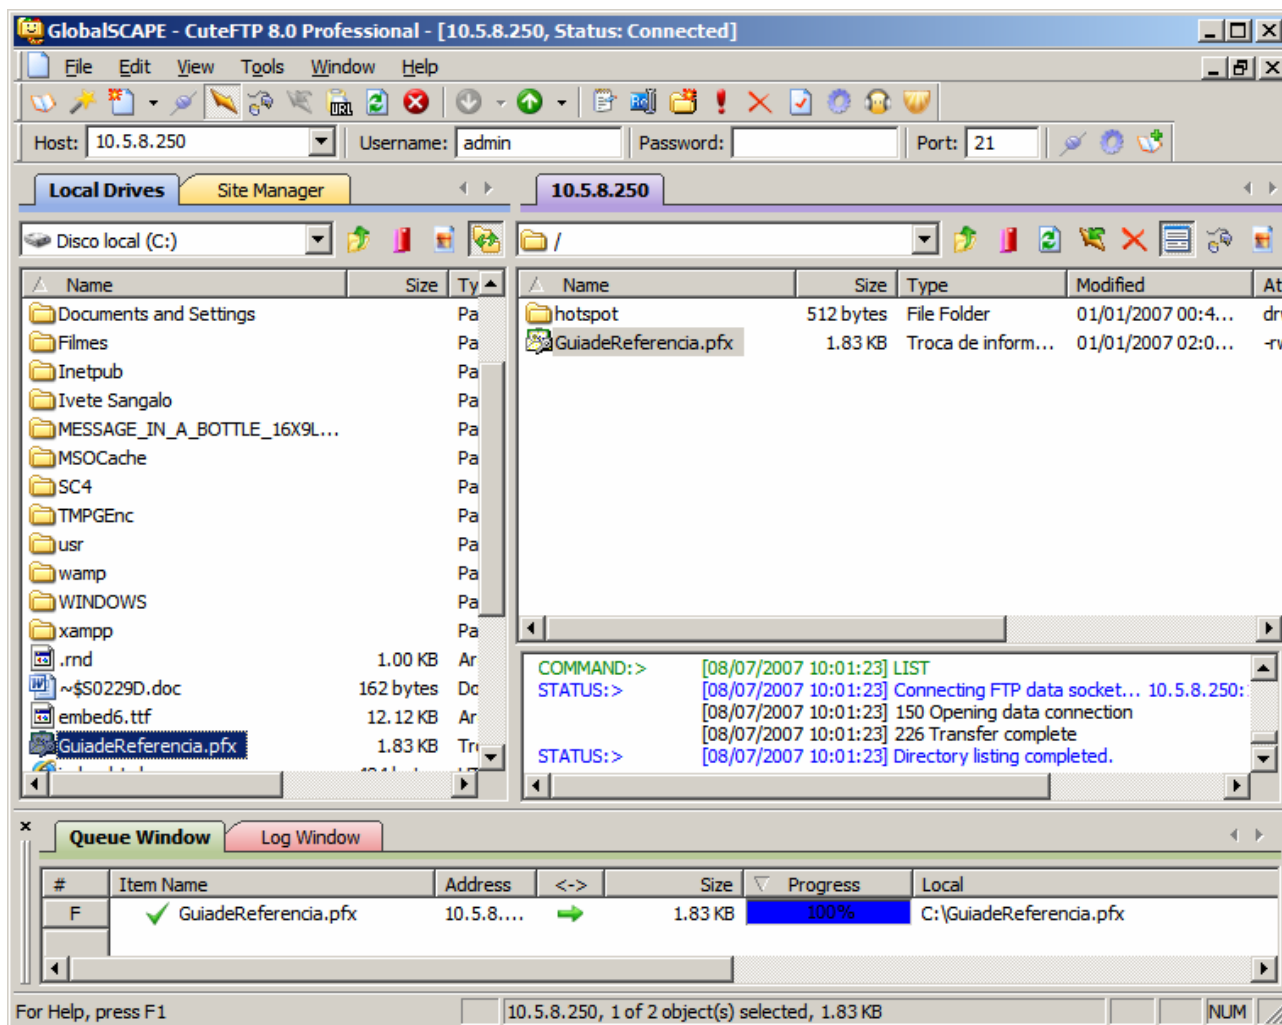 GlobalSCAPE - CuteFTP 8.0 Professional - [10.5.8.250, Status: Connected]
File Edit View Tools Window Help
URL
Host: 10.5.8.250 Username: admin Password: Port: 21
Local Drives Site Manager 10.5.8.250
Disco local (C:) /
Name Size Ty Name Size Type Modified At
Documents and Settings Pa hotspot 512 bytes File Folder 01/01/2007 00:4... drw
Filmes Pa GuiadeReferencia.pfx 1.83 KB Troca de inform... 01/01/2007 02:0... -rw
Inetpub Pa
Ivete Sangalo Pa
MESSAGE_IN_A_BOTTLE_16X9L... Pa
MSOCache Pa
SC4 Pa
TMPGEnc Pa
usr Pa
wamp Pa
WINDOWS Pa
xampp Pa
.rnd 1.00 KB Ar
~$S0229D.doc 162 bytes Do
embed6.ttf 12.12 KB Ar
GuiadeReferencia.pfx 1.83 KB Tr
COMMAND:> [08/07/2007 10:01:23] LIST
STATUS:> [08/07/2007 10:01:23] Connecting FTP data socket... 10.5.8.250:
[08/07/2007 10:01:23] 150 Opening data connection
[08/07/2007 10:01:23] 226 Transfer complete
STATUS:> [08/07/2007 10:01:23] Directory listing completed.
Queue Window Log Window
# Item Name Address <-> Size Progress Local
F GuiadeReferencia.pfx 10.5.8.... 1.83 KB 100% C:\GuiadeReferencia.pfx
For Help, press F1 10.5.8.250, 1 of 2 object(s) selected, 1.83 KB NUM